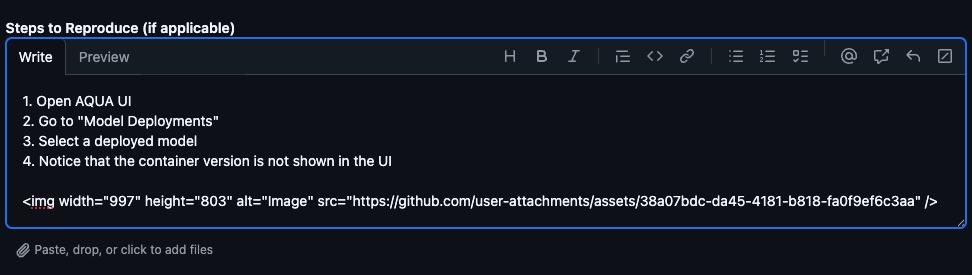 Steps to Reproduce (if applicable)
Write Preview
1. Open AQUA UI
2. Go to "Model Deployments"
3. Select a deployed model
4. Notice that the container version is not shown in the UI
<img width="997" height="803" alt="Image" src="https://github.com/user-attachments/assets/38a07bdc-da45-4181-b818-fa0f9ef6c3aa" />
Paste, drop, or click to add files